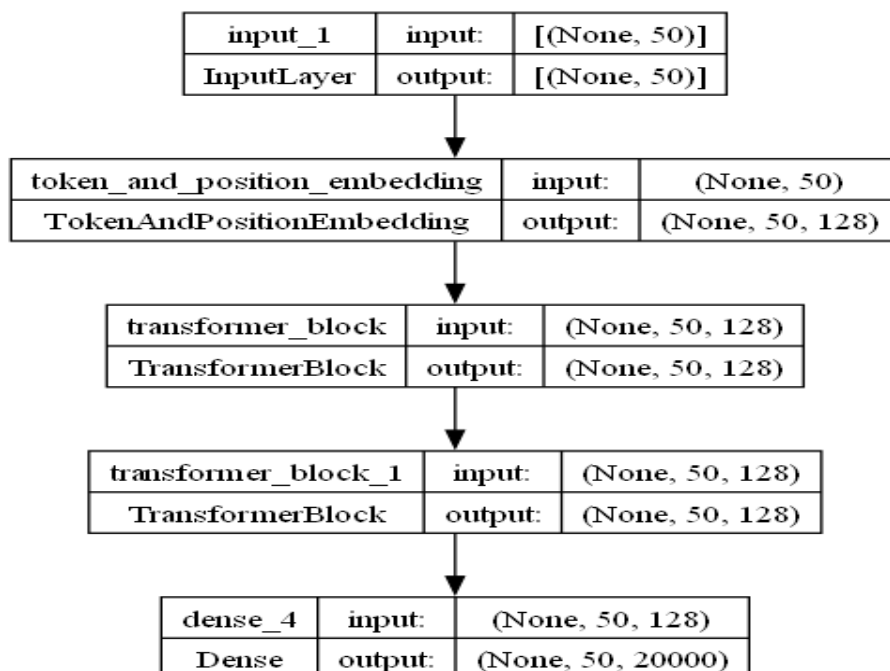 input_1 input: [(None, 50)]
InputLayer output: [(None, 50)]
token_and_position_embedding input: (None, 50)
TokenAndPositionEmbedding output: (None, 50, 128)
transformer_block input: (None, 50, 128)
TransformerBlock output: (None, 50, 128)
transformer_block_1 input: (None, 50, 128)
TransformerBlock output: (None, 50, 128)
dense_4 input: (None, 50, 128)
Dense output: (None, 50, 20000)